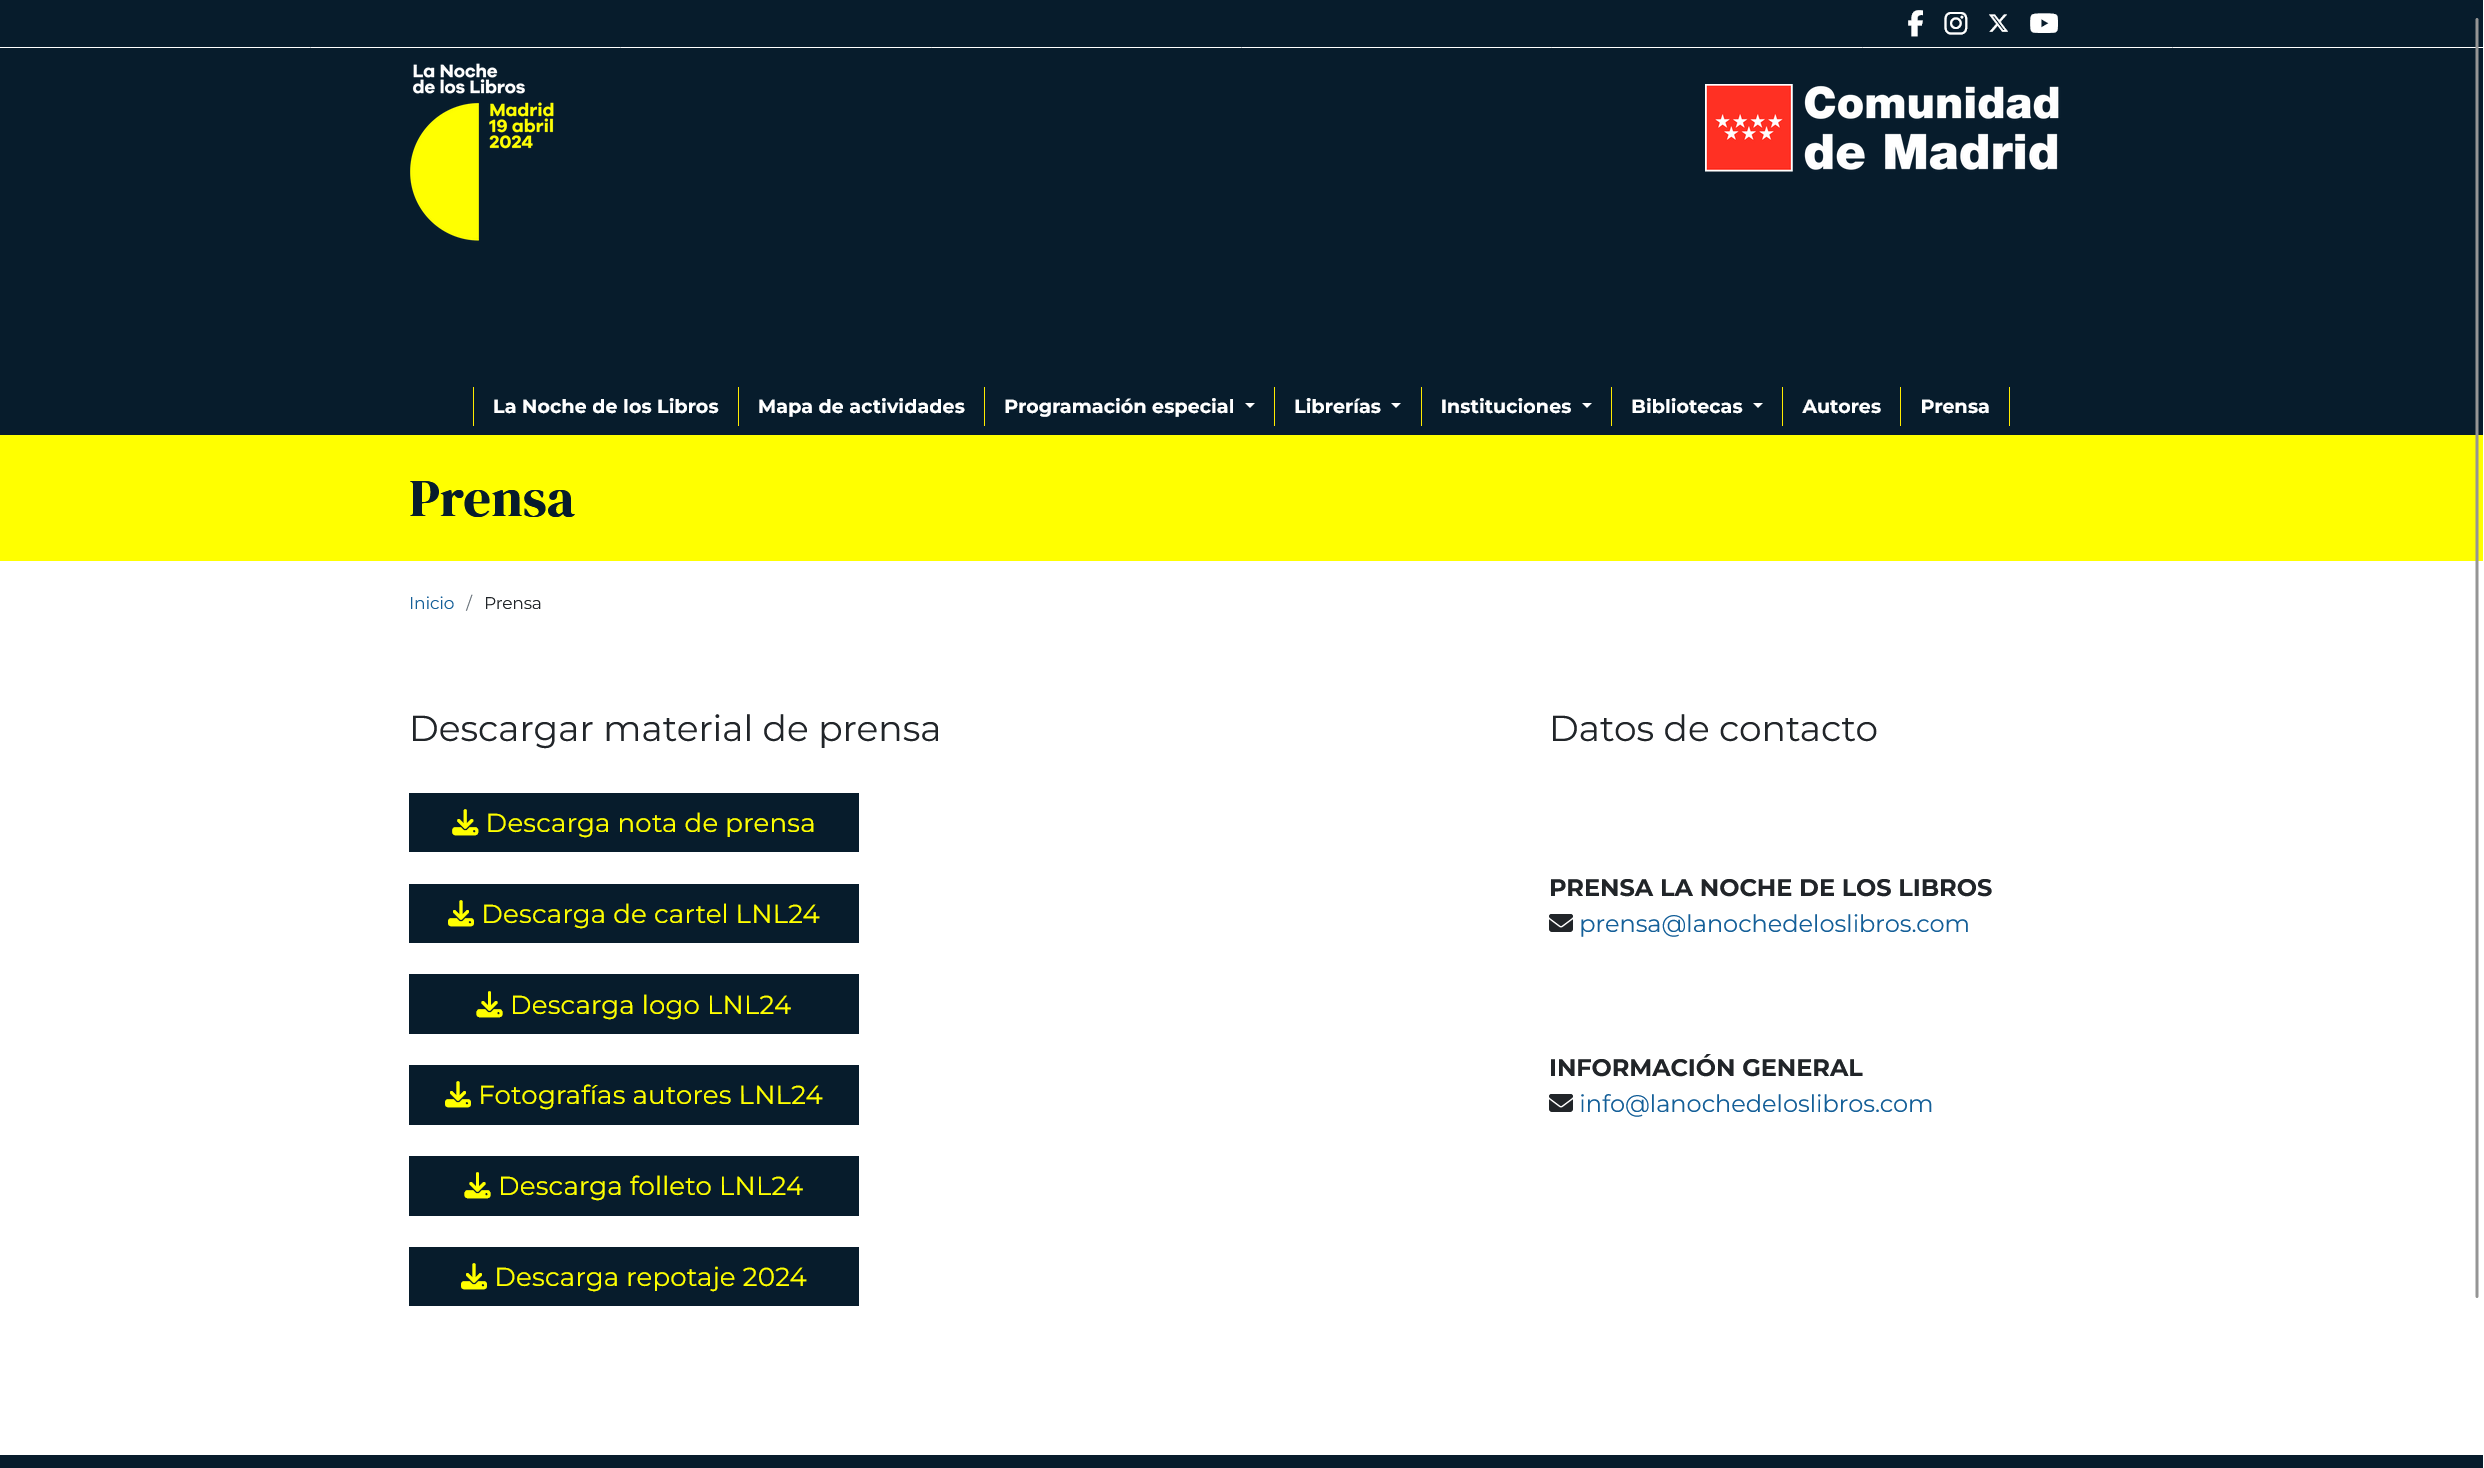 La Noche
de los Libros
Madrid
19 abril
2024
Comunidad
de Madrid
La Noche de los Libros
Mapa de actividades
Programación especial
Librerías
Instituciones
Bibliotecas
Autores
Prensa
Prensa
Inicio / Prensa
Descargar material de prensa
Descarga nota de prensa
Descarga de cartel LNL24
Descarga logo LNL24
Fotografías autores LNL24
Descarga folleto LNL24
Descarga repotaje 2024
Datos de contacto
PRENSA LA NOCHE DE LOS LIBROS
prensa@lanochedeloslibros.com
INFORMACIÓN GENERAL
info@lanochedeloslibros.com